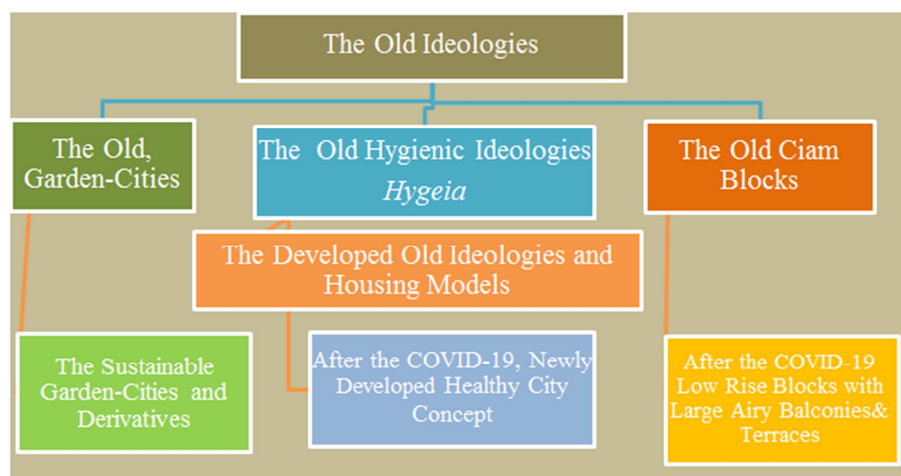 The Old Ideologies
The Old,
Garden-Cities
The Old Hygienic Ideologies
Hygeia
The Old Ciam
Blocks
The Developed Old Ideologies and
Housing Models
The Sustainable
Garden-Cities and
Derivatives
After the COVID-19, Newly
Developed Healthy City
Concept
After the COVID-19
Low Rise Blocks with
Large Airy Balconies&
Terraces